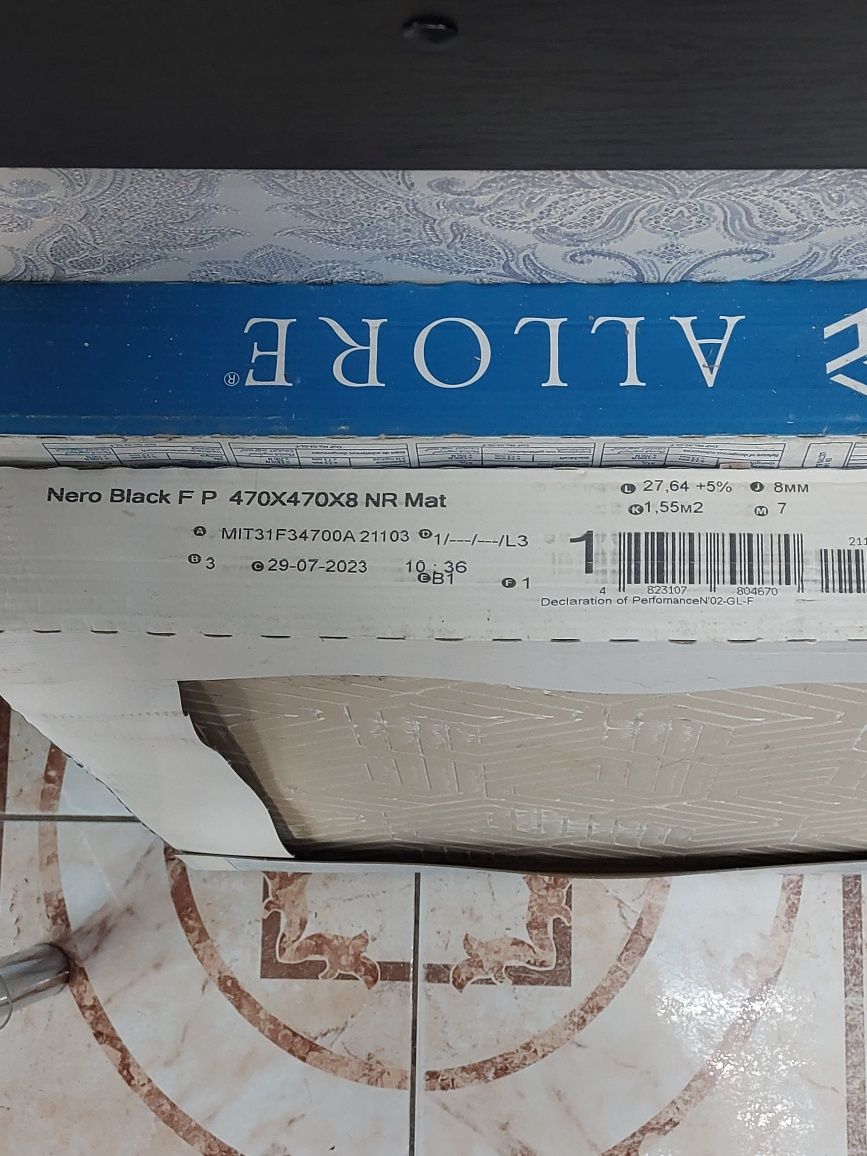 ALLORE®
Nero Black F P 470X470X8 NR Mat
L 27,64 +5% J 8мм
K 1,55м2 M 7
A MIT31F34700A 21103 D 1/---/---/L3
B 3 C 29-07-2023 10 : 36
E B1 F 1
1
4 823107 804670
Declaration of PerfomanceN'02-GL-F